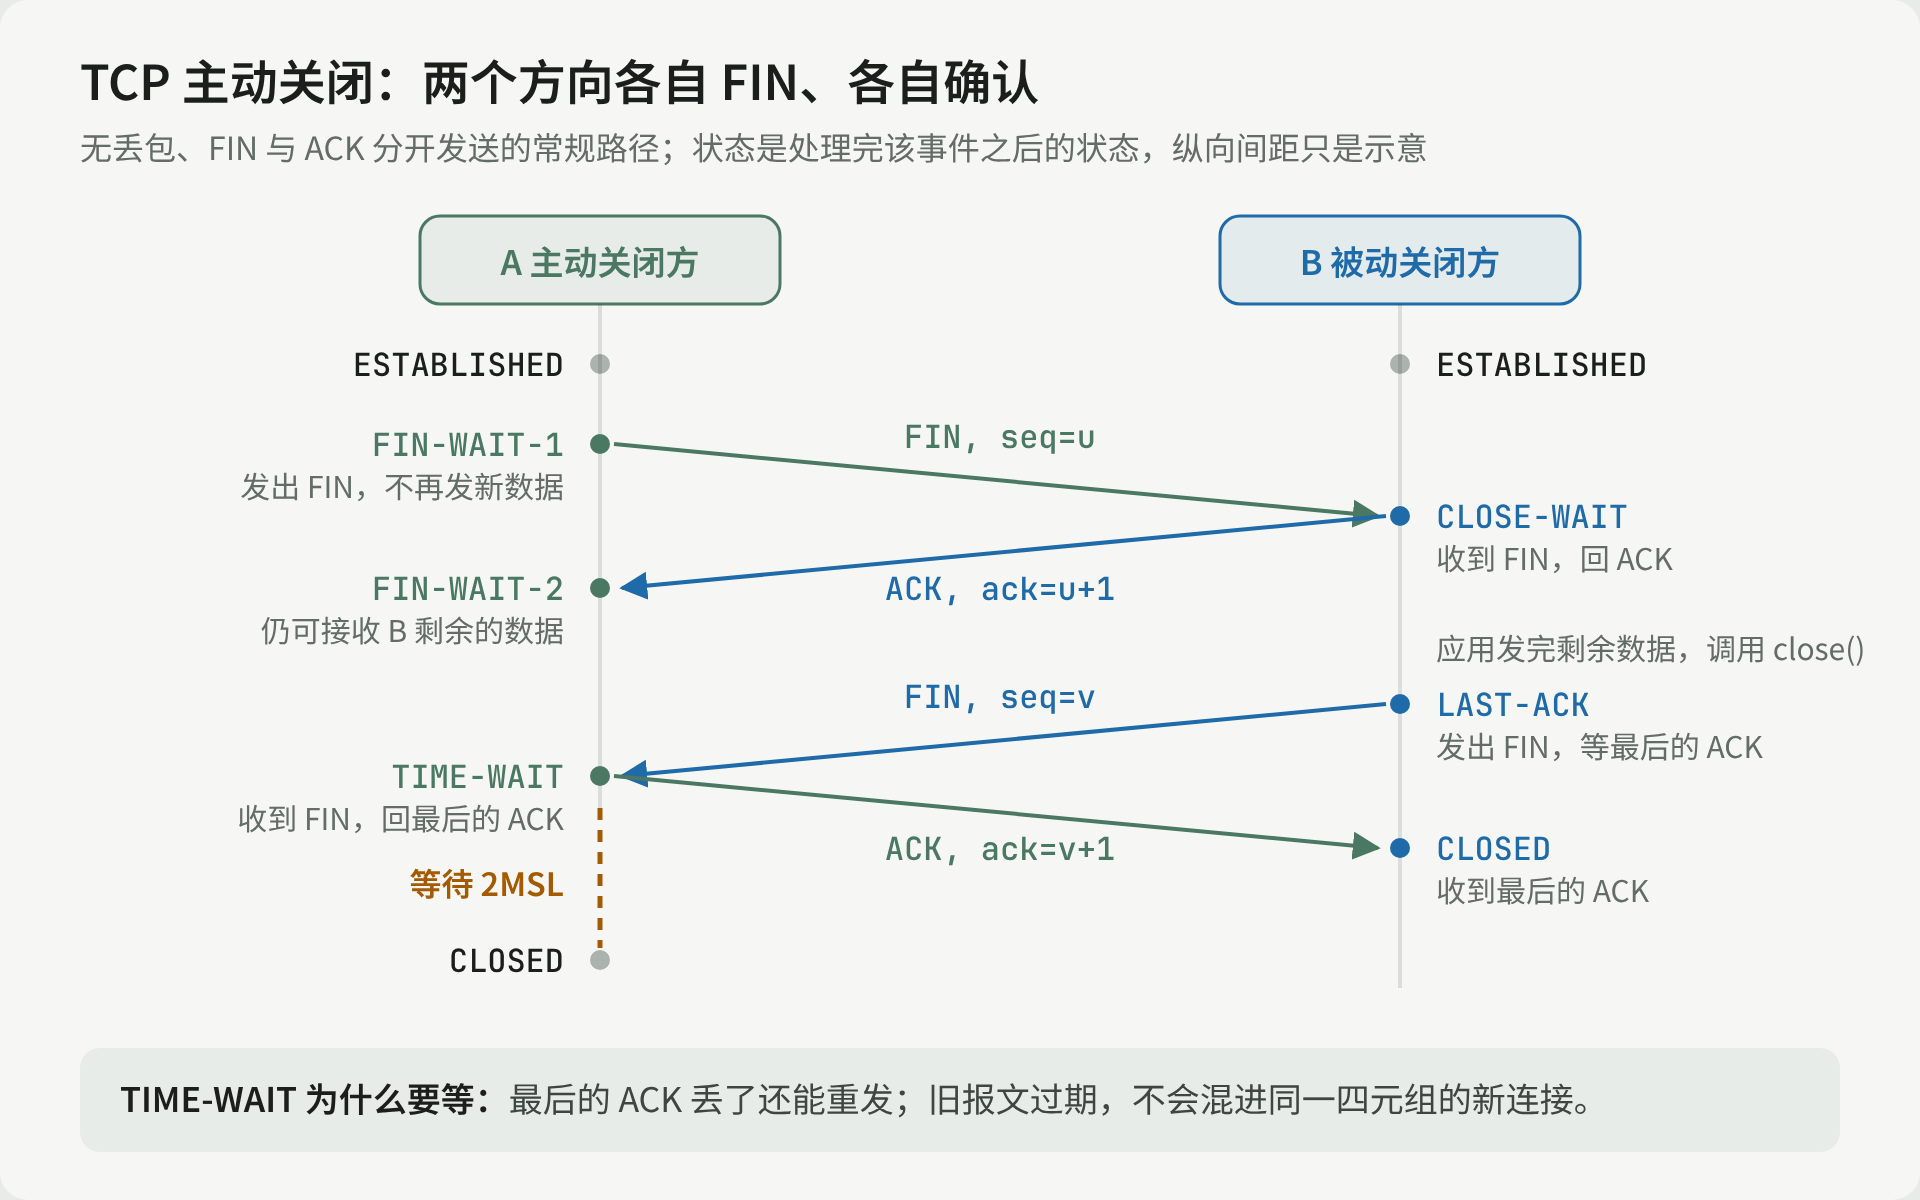 TCP 主动关闭：两个方向各自 FIN、各自确认
无丢包、FIN 与 ACK 分开发送的常规路径；状态是处理完该事件之后的状态，纵向间距只是示意
A 主动关闭方
B 被动关闭方
ESTABLISHED
ESTABLISHED
FIN, seq=u
FIN-WAIT-1
发出 FIN，不再发新数据
CLOSE-WAIT
收到 FIN，回 ACK
FIN-WAIT-2
ACK, ack=u+1
仍可接收 B 剩余的数据
应用发完剩余数据，调用 close()
FIN, seq=v
LAST-ACK
发出 FIN，等最后的 ACK
TIME-WAIT
收到 FIN，回最后的 ACK
ACK, ack=v+1
CLOSED
收到最后的 ACK
等待 2MSL
CLOSED
TIME-WAIT 为什么要等：最后的 ACK 丢了还能重发；旧报文过期，不会混进同一四元组的新连接。